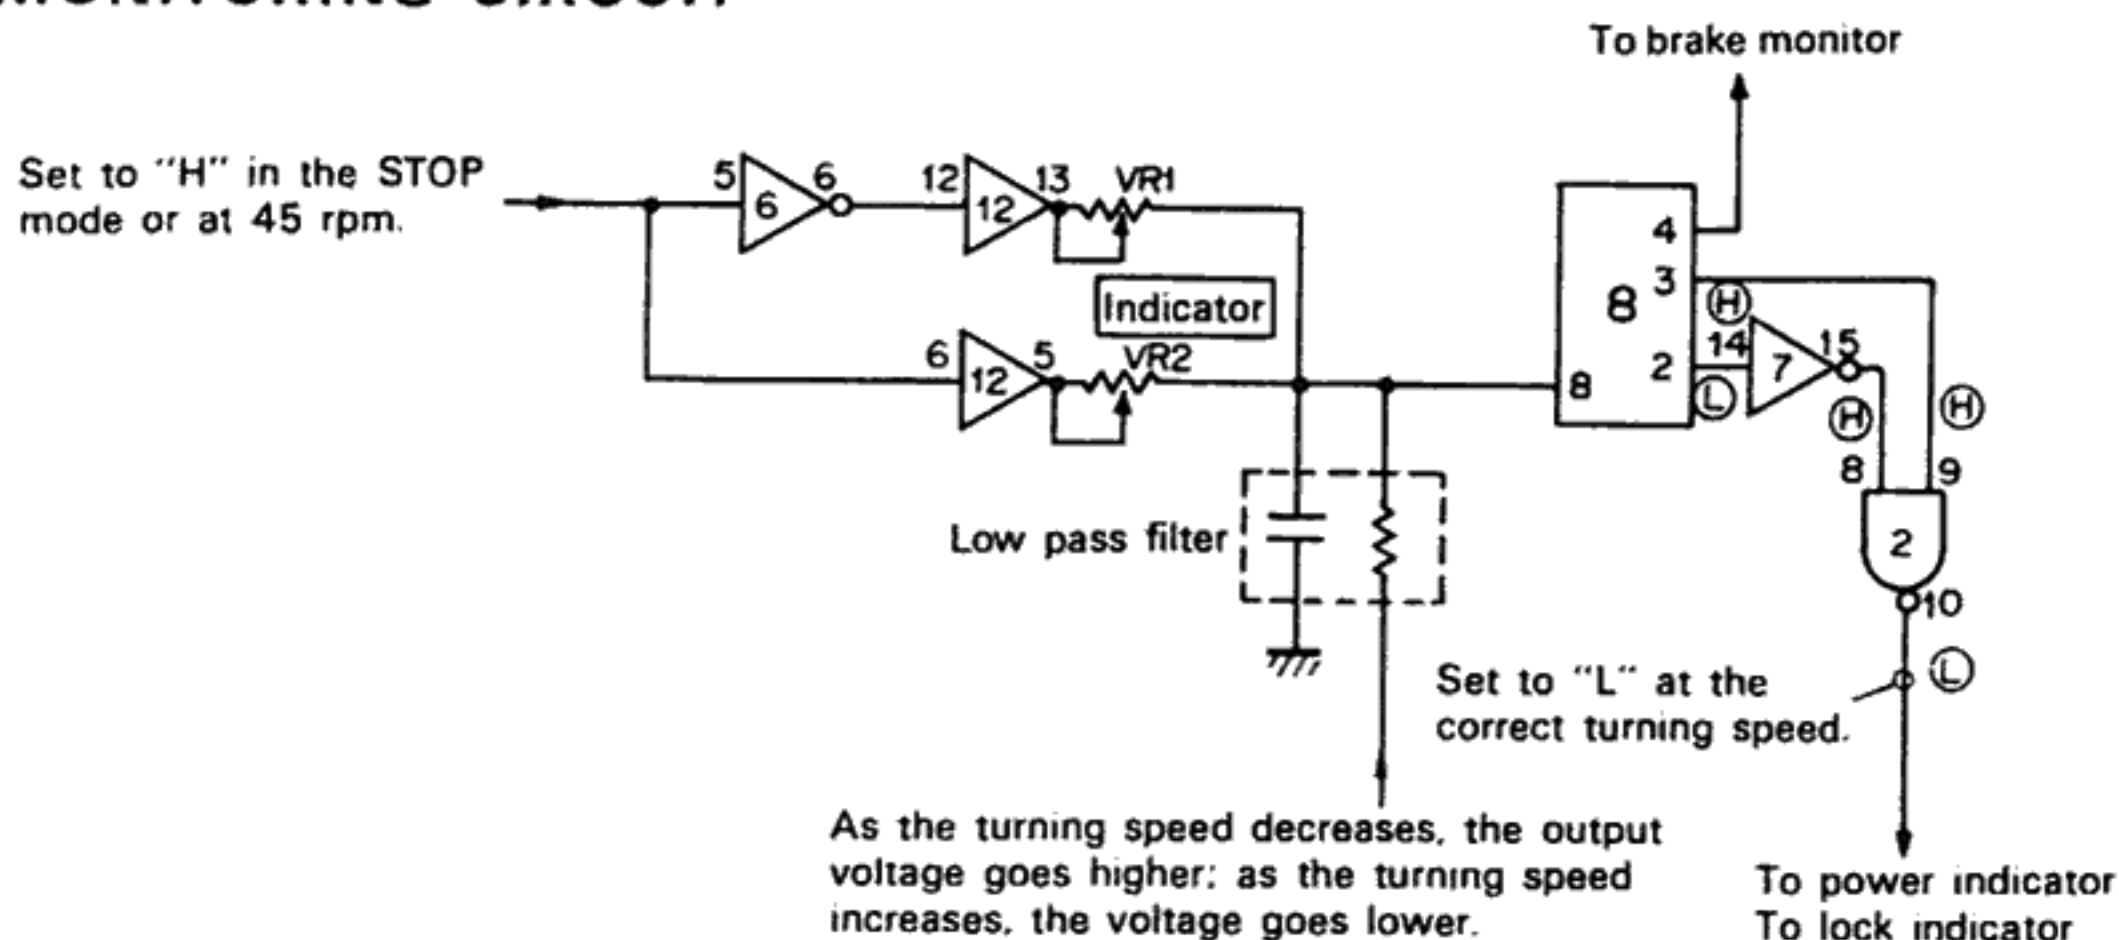 To brake monitor
Set to "H" in the STOP
mode or at 45 rpm.
5 6 6
12 12 13 VR1
Indicator
6 12 5 VR2
4
3
8
H
14 7 15
2
L
8
H
H
8 9
Low pass filter
2
10
L
Set to "L" at the
correct turning speed.
As the turning speed decreases, the output
voltage goes higher: as the turning speed
increases, the voltage goes lower.
To power indicator
To lock indicator